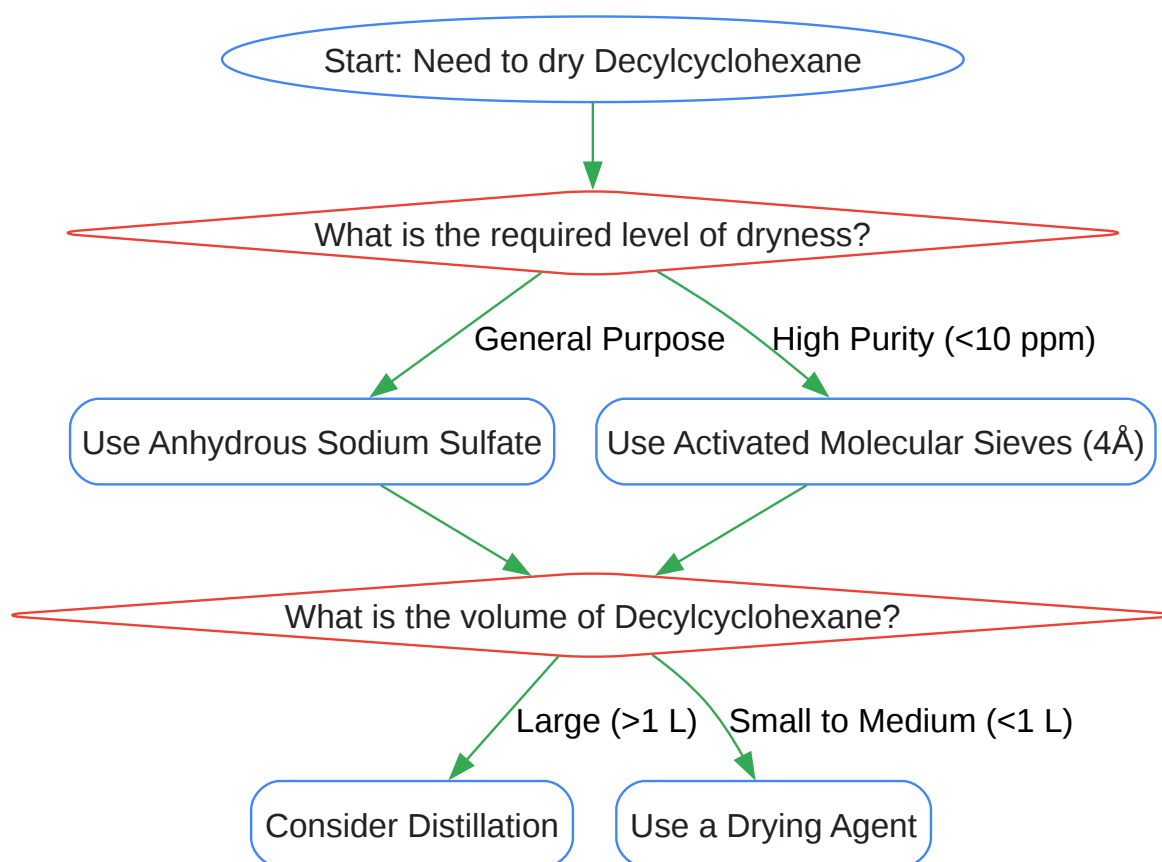 Start: Need to dry Decylcyclohexane
What is the required level of dryness?
General Purpose
High Purity (<10 ppm)
Use Anhydrous Sodium Sulfate
Use Activated Molecular Sieves (4Å)
What is the volume of Decylcyclohexane?
Large (>1 L)
Small to Medium (<1 L)
Consider Distillation
Use a Drying Agent